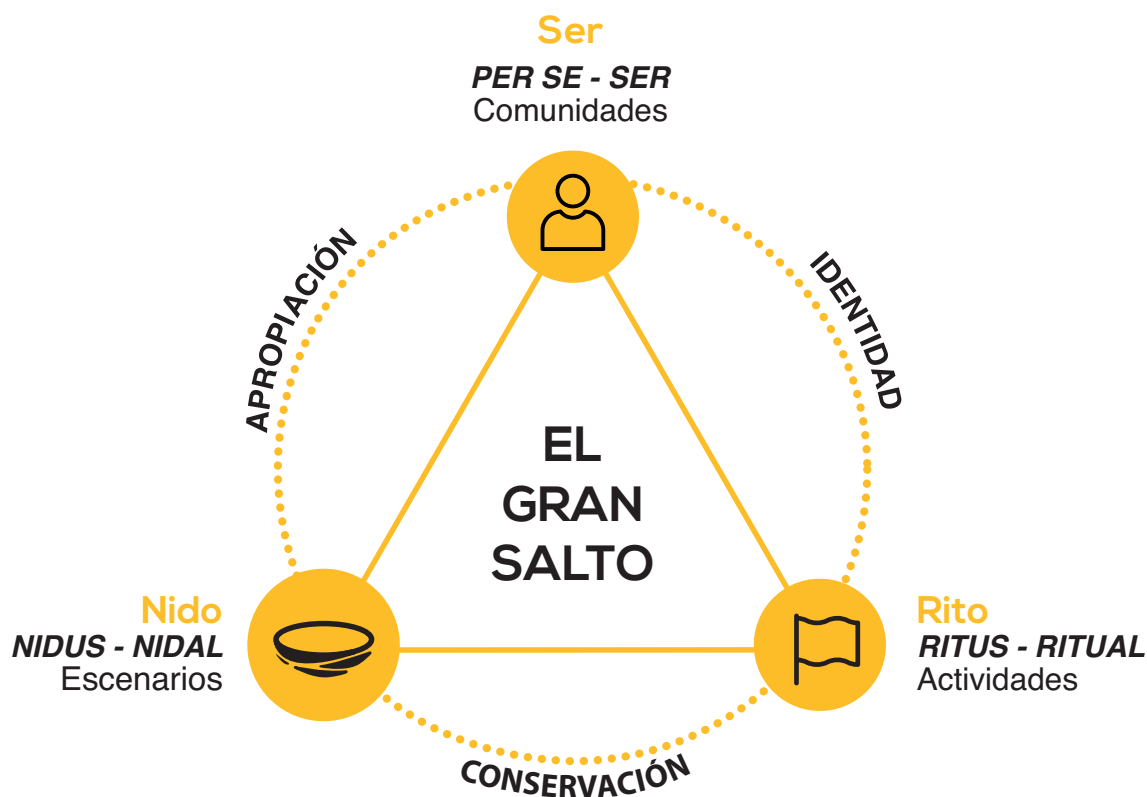 Ser
PER SE - SER
Comunidades
APROPIACIÓN
IDENTIDAD
EL
GRAN
SALTO
Nido
NIDUS - NIDAL
Escenarios
Rito
RITUS - RITUAL
Actividades
CONSERVACIÓN